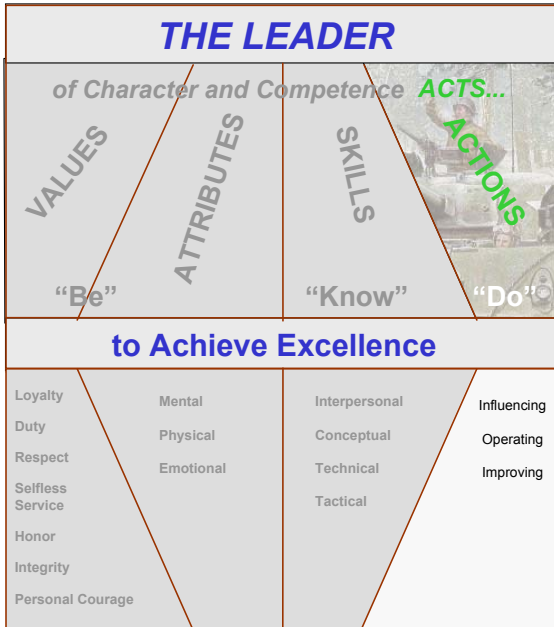 THE LEADER
of Character and Competence ACTS...
VALUES
ATTRIBUTES
SKILLS
ACTIONS
“Be”
“Know”
“Do”
to Achieve Excellence
Loyalty
Duty
Respect
Selfless
Service
Honor
Integrity
Personal Courage
Mental
Physical
Emotional
Interpersonal
Conceptual
Technical
Tactical
Influencing
Operating
Improving